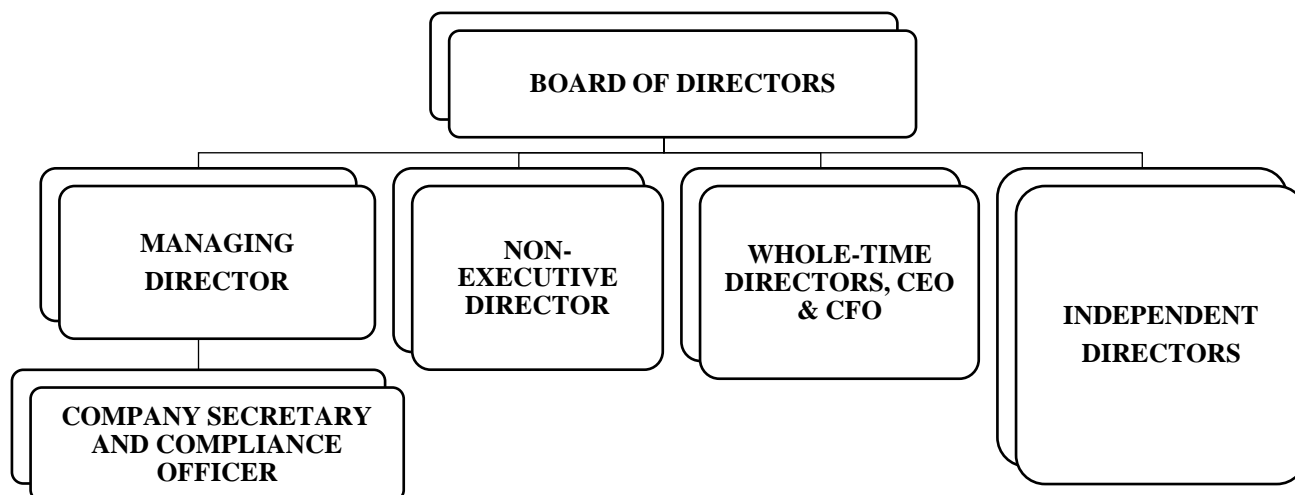 BOARD OF DIRECTORS
MANAGING
DIRECTOR
NON-
EXECUTIVE
DIRECTOR
WHOLE-TIME
DIRECTORS, CEO
& CFO
INDEPENDENT
DIRECTORS
COMPANY SECRETARY
AND COMPLIANCE
OFFICER